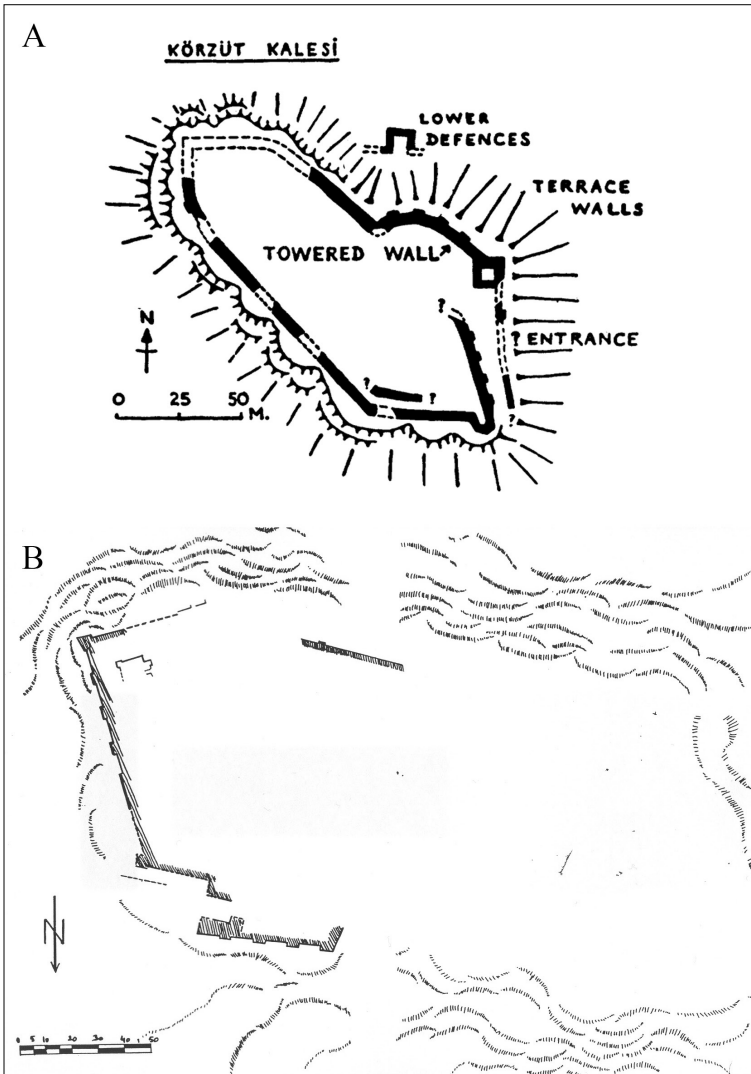 A
KÖRZÜT KALESİ
LOWER
DEFENCES
TERRACE
WALLS
TOWERED WALL
N
?
? ENTRANCE
0 25 50 M.
? ?
?
B
N
0 5 10 20 30 40 50